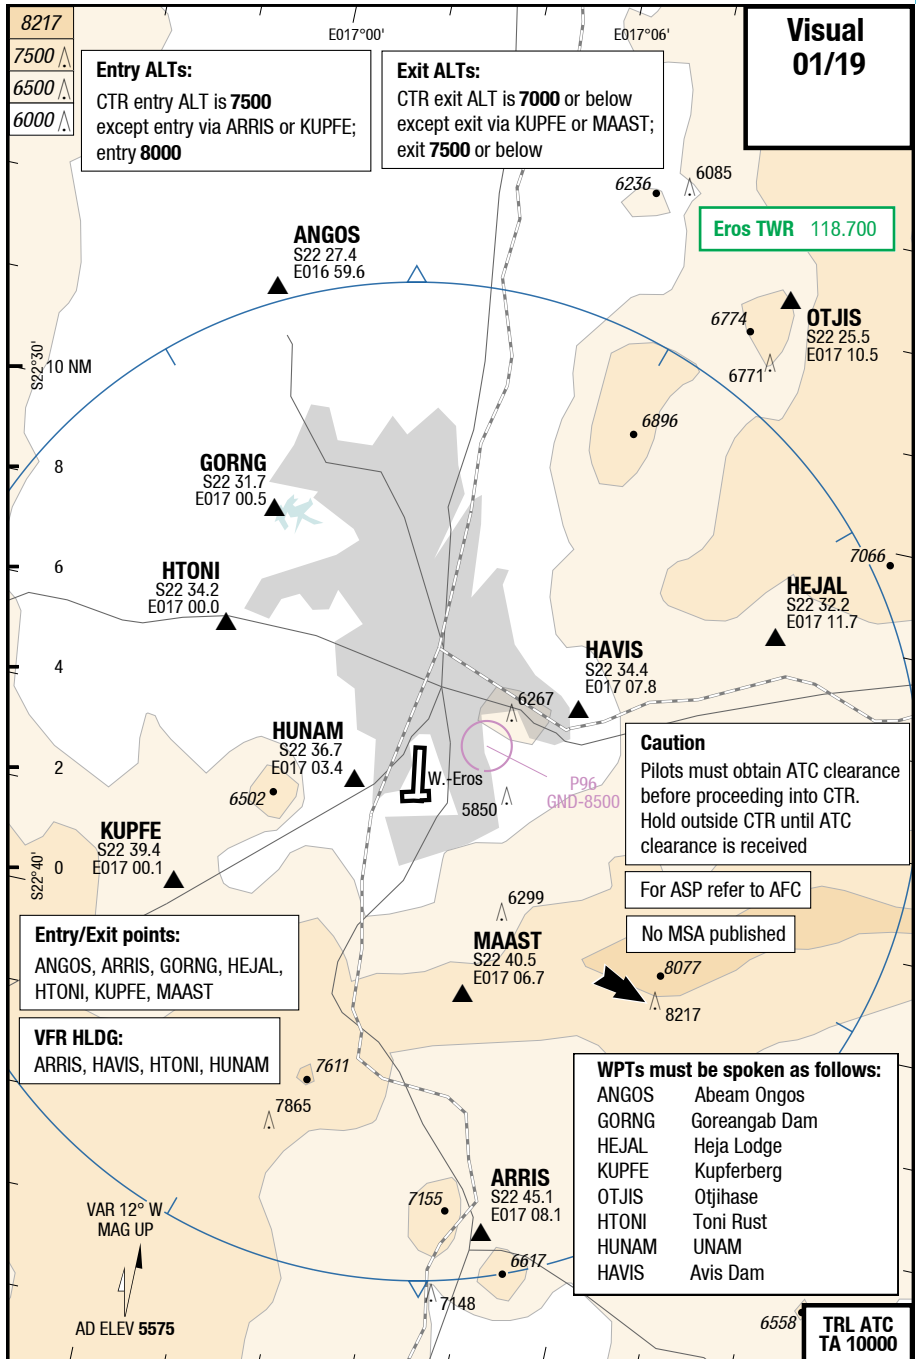 8217
7500
6500
6000
E017°00'
E017°06'
Visual
01/19
Entry ALTs:
CTR entry ALT is 7500
except entry via ARRIS or KUPFE;
entry 8000
Exit ALTs:
CTR exit ALT is 7000 or below
except exit via KUPFE or MAAST;
exit 7500 or below
6236
6085
Eros TWR 118.700
ANGOS
S22 27.4
E016 59.6
OTJIS
S22 25.5
E017 10.5
6774
6771
S22°30'
10 NM
6896
8
GORNG
S22 31.7
E017 00.5
6
7066
HTONI
S22 34.2
E017 00.0
HEJAL
S22 32.2
E017 11.7
4
HAVIS
S22 34.4
E017 07.8
6267
HUNAM
S22 36.7
E017 03.4
2
6502
W.-Eros
5850
P96
GND-8500
Caution
Pilots must obtain ATC clearance
before proceeding into CTR.
Hold outside CTR until ATC
clearance is received
KUPFE
S22 39.4
E017 00.1
S22°40'
0
For ASP refer to AFC
6299
No MSA published
Entry/Exit points:
ANGOS, ARRIS, GORNG, HEJAL,
HTONI, KUPFE, MAAST
MAAST
S22 40.5
E017 06.7
8077
8217
VFR HLDG:
ARRIS, HAVIS, HTONI, HUNAM
7611
7865
WPTs must be spoken as follows:
ANGOS Abeam Ongos
GORNG Goreangab Dam
HEJAL Heja Lodge
KUPFE Kupferberg
OTJIS Otjihase
HTONI Toni Rust
HUNAM UNAM
HAVIS Avis Dam
ARRIS
S22 45.1
E017 08.1
7155
VAR 12° W
MAG UP
6617
7148
AD ELEV 5575
6558
TRL ATC
TA 10000